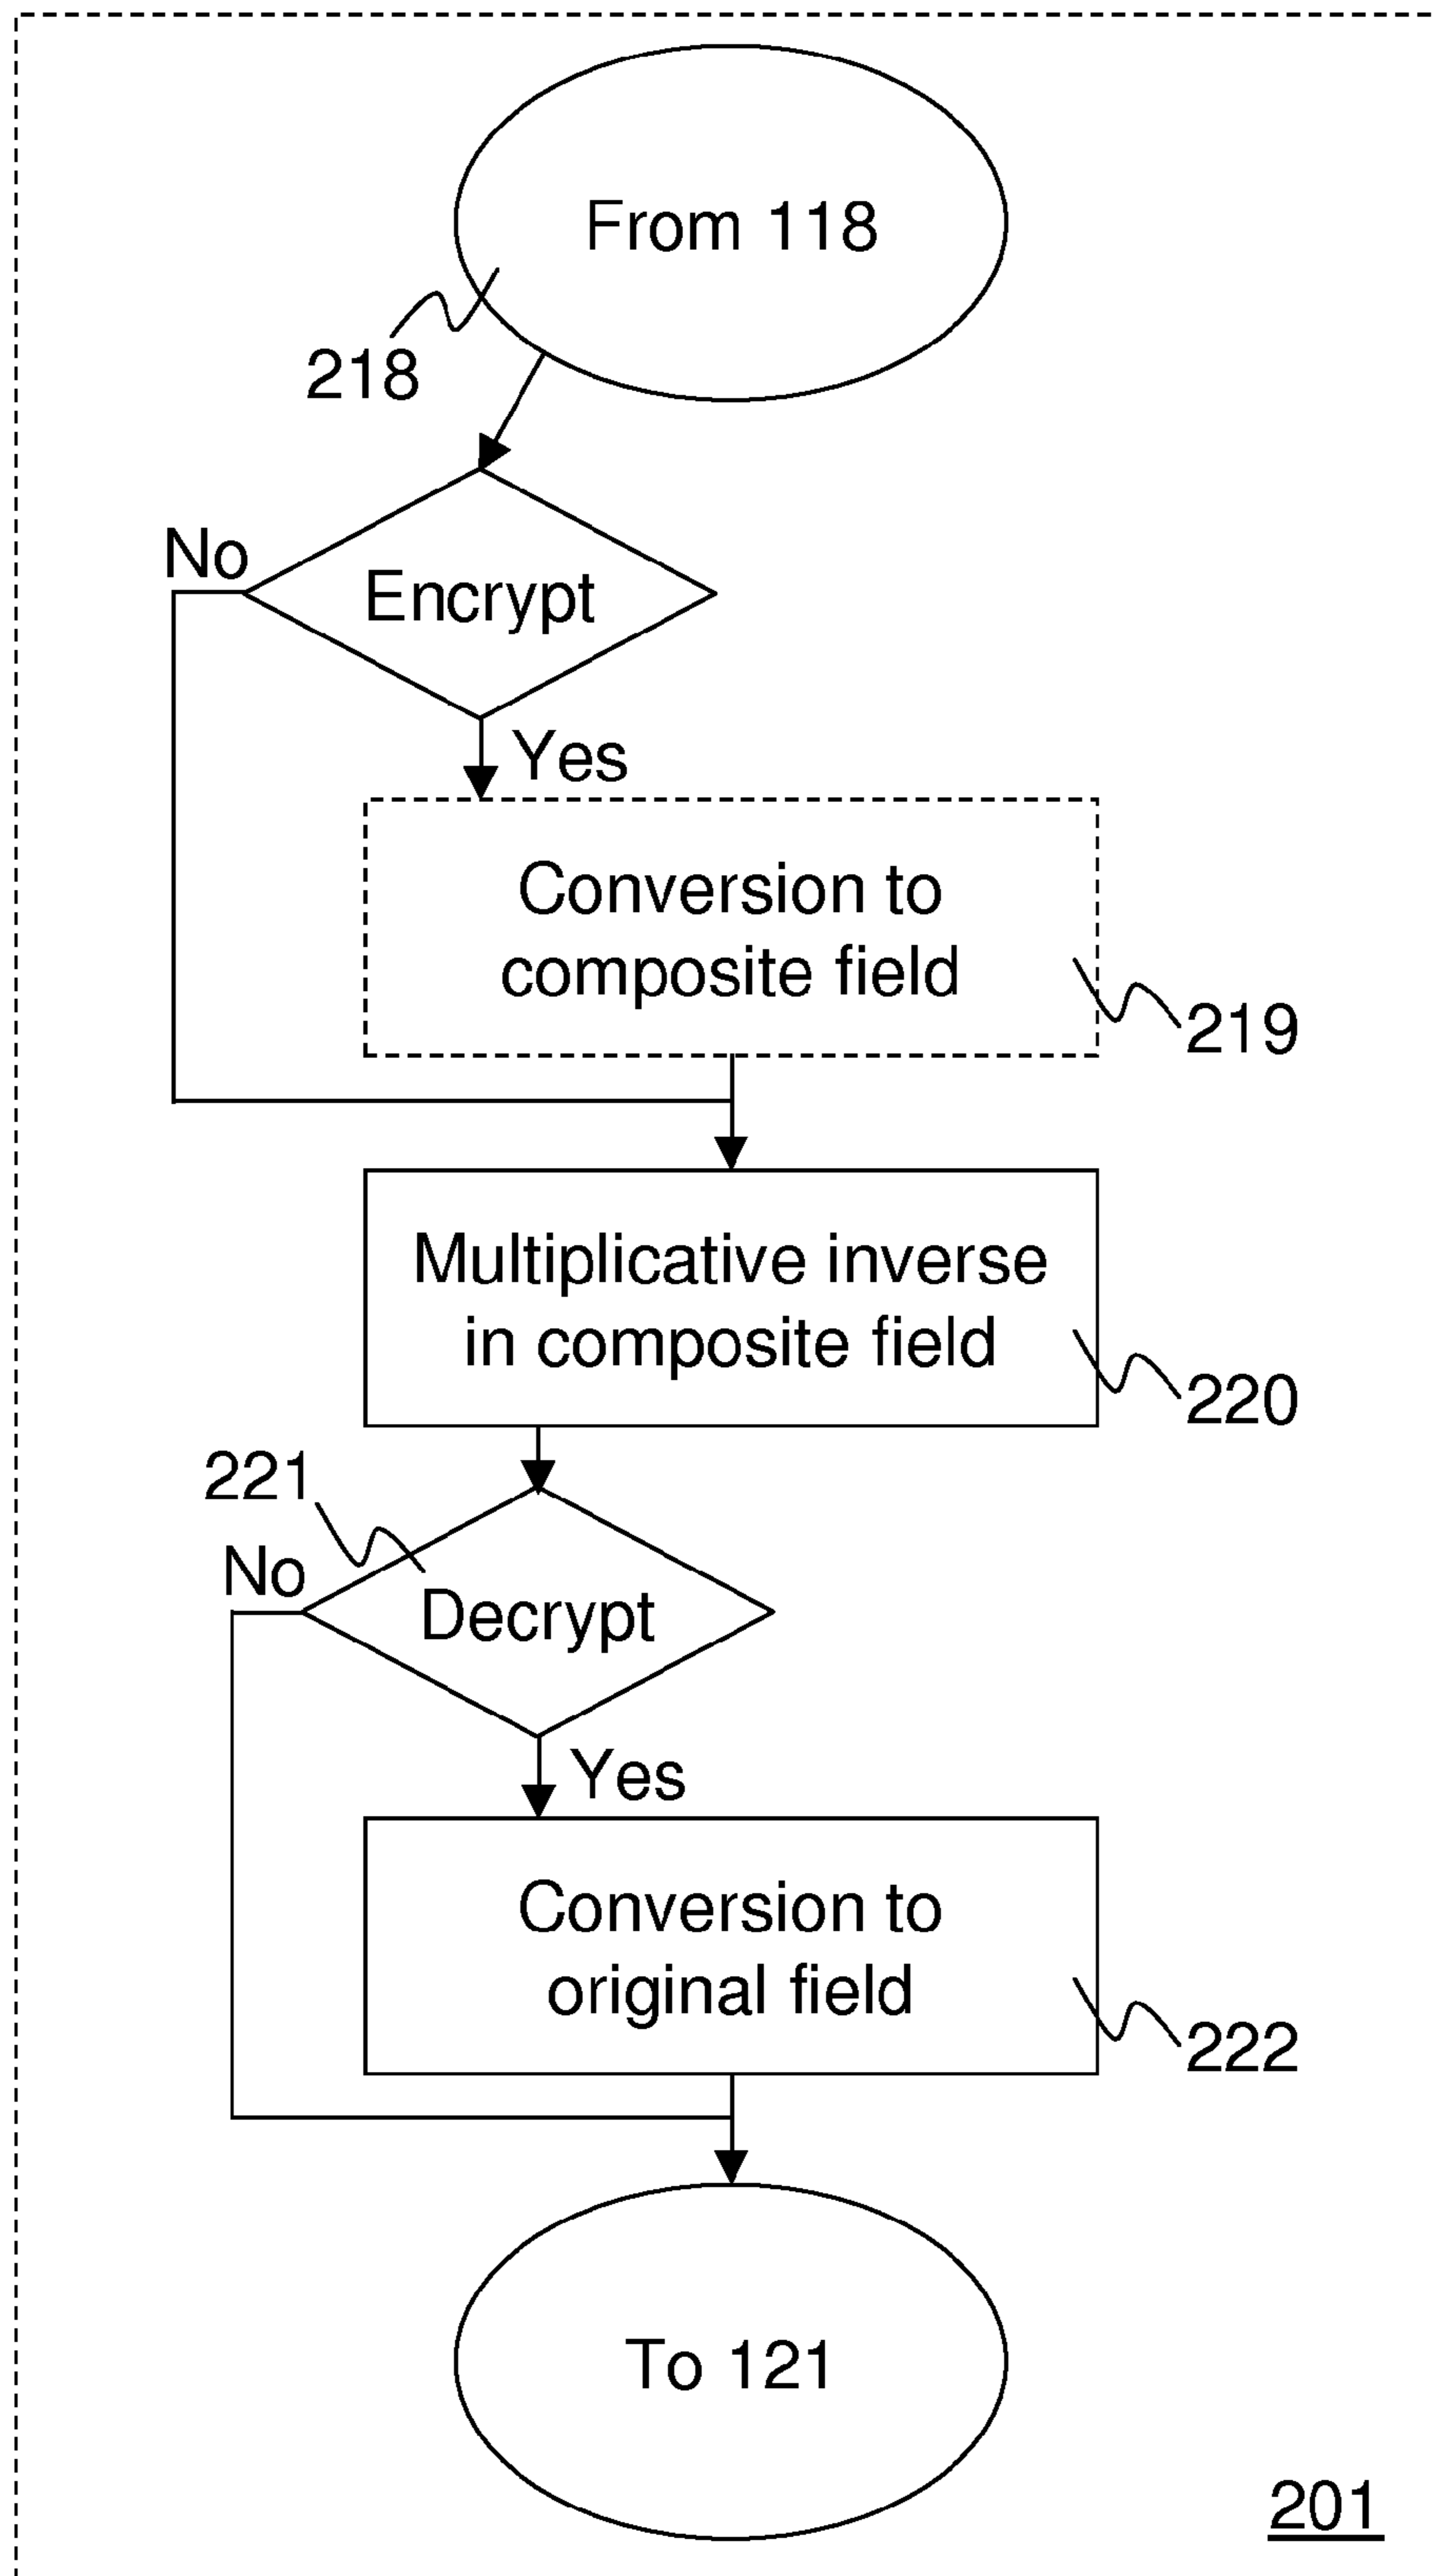 From 118
218
No
Encrypt
Yes
Conversion to
composite field
219
Multiplicative inverse
in composite field
220
221
No
Decrypt
Yes
Conversion to
original field
222
To 121
201